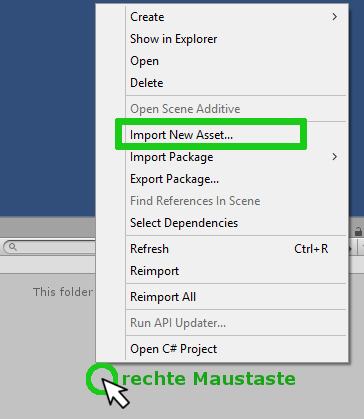 Create
Show in Explorer
Open
Delete
Open Scene Additive
Import New Asset...
Import Package
Export Package...
Find References In Scene
Select Dependencies
Refresh Ctrl+R
Reimport
This folder
Reimport All
Run API Updater...
Open C# Project
rechte Maustaste